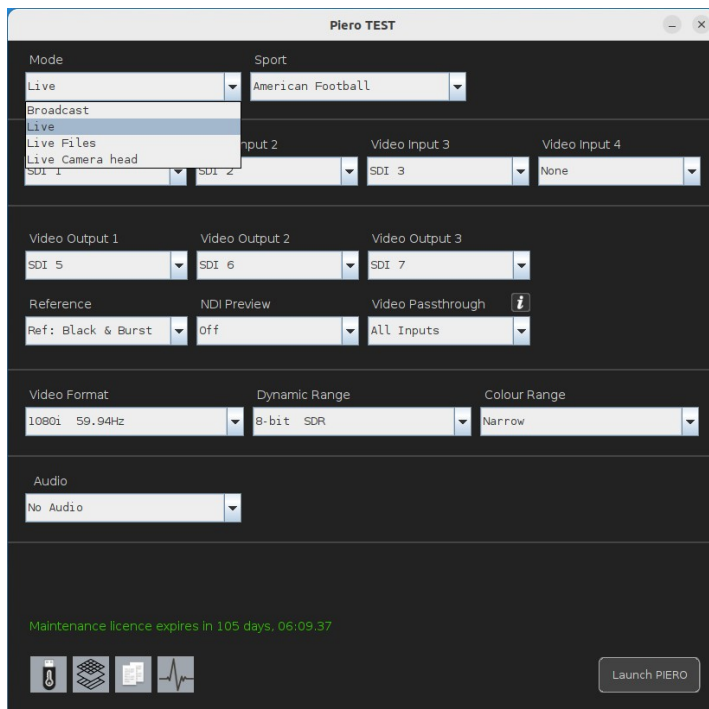 Piero TEST
Mode Sport
Live American Football
Broadcast
Live
Live Files
Live Camera head
Input 2 Video Input 3 Video Input 4
SDI 1 SDI 2 SDI 3 None
Video Output 1 Video Output 2 Video Output 3
SDI 5 SDI 6 SDI 7
Reference NDI Preview Video Passthrough i
Ref: Black & Burst Off All Inputs
Video Format Dynamic Range Colour Range
1080i 59.94Hz 8-bit SDR Narrow
Audio
No Audio
Maintenance licence expires in 105 days, 06:09.37
Launch PIERO